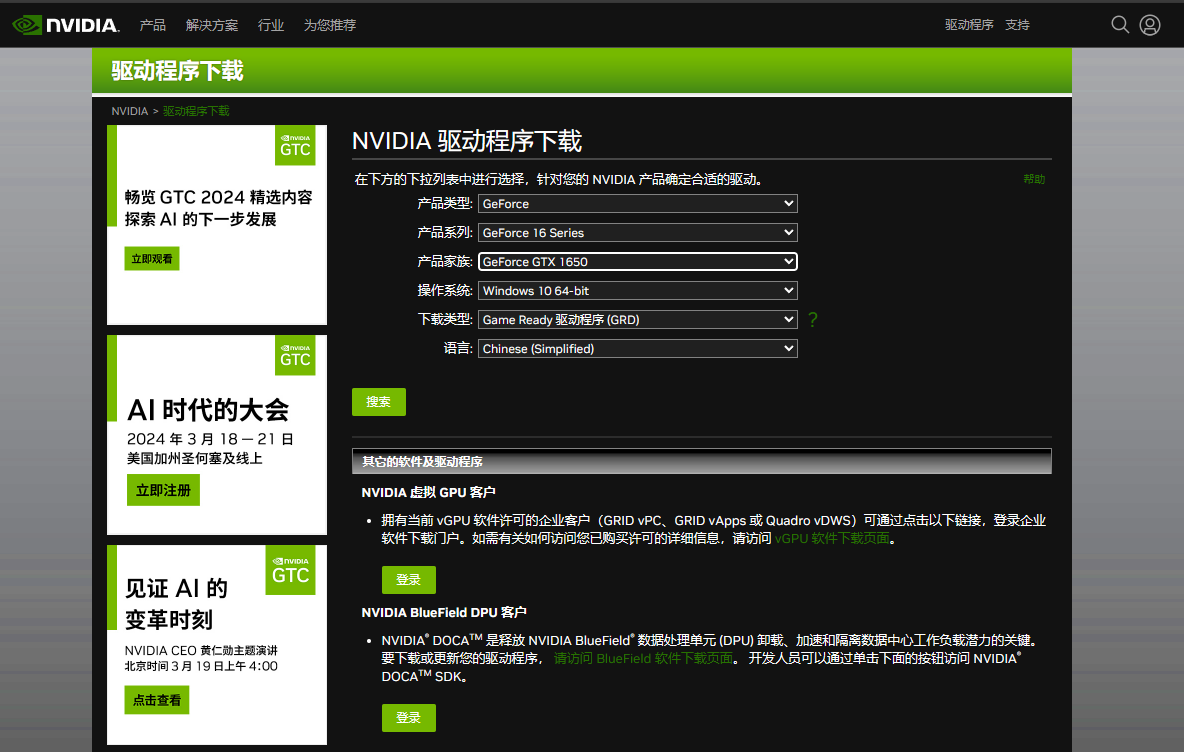 NVIDIA.
产品 解决方案 行业 为您推荐 驱动程序 支持
驱动程序下载
NVIDIA > 驱动程序下载
NVIDIA
GTC
畅览 GTC 2024 精选内容
探索 AI 的下一步发展
立即观看
NVIDIA
GTC
AI 时代的大会
2024 年 3 月 18 — 21 日
美国加州圣何塞及线上
立即注册
NVIDIA
GTC
见证 AI 的
变革时刻
NVIDIA CEO 黄仁勋主题演讲
北京时间 3 月 19 日上午 4:00
点击查看
NVIDIA 驱动程序下载
在下方的下拉列表中进行选择，针对您的 NVIDIA 产品确定合适的驱动。 帮助
产品类型: GeForce
产品系列: GeForce 16 Series
产品家族: GeForce GTX 1650
操作系统: Windows 10 64-bit
下载类型: Game Ready 驱动程序 (GRD) ?
语言: Chinese (Simplified)
搜索
其它的软件及驱动程序
NVIDIA 虚拟 GPU 客户
• 拥有当前 vGPU 软件许可的企业客户（GRID vPC、GRID vApps 或 Quadro vDWS）可通过点击以下链接，登录企业
软件下载门户。如需有关如何访问您已购买许可的详细信息，请访问 vGPU 软件下载页面。
登录
NVIDIA BlueField DPU 客户
• NVIDIA® DOCA™ 是释放 NVIDIA BlueField® 数据处理单元 (DPU) 卸载、加速和隔离数据中心工作负载潜力的关键。
要下载或更新您的驱动程序， 请访问 BlueField 软件下载页面。 开发人员可以通过单击下面的按钮访问 NVIDIA®
DOCA™ SDK。
登录